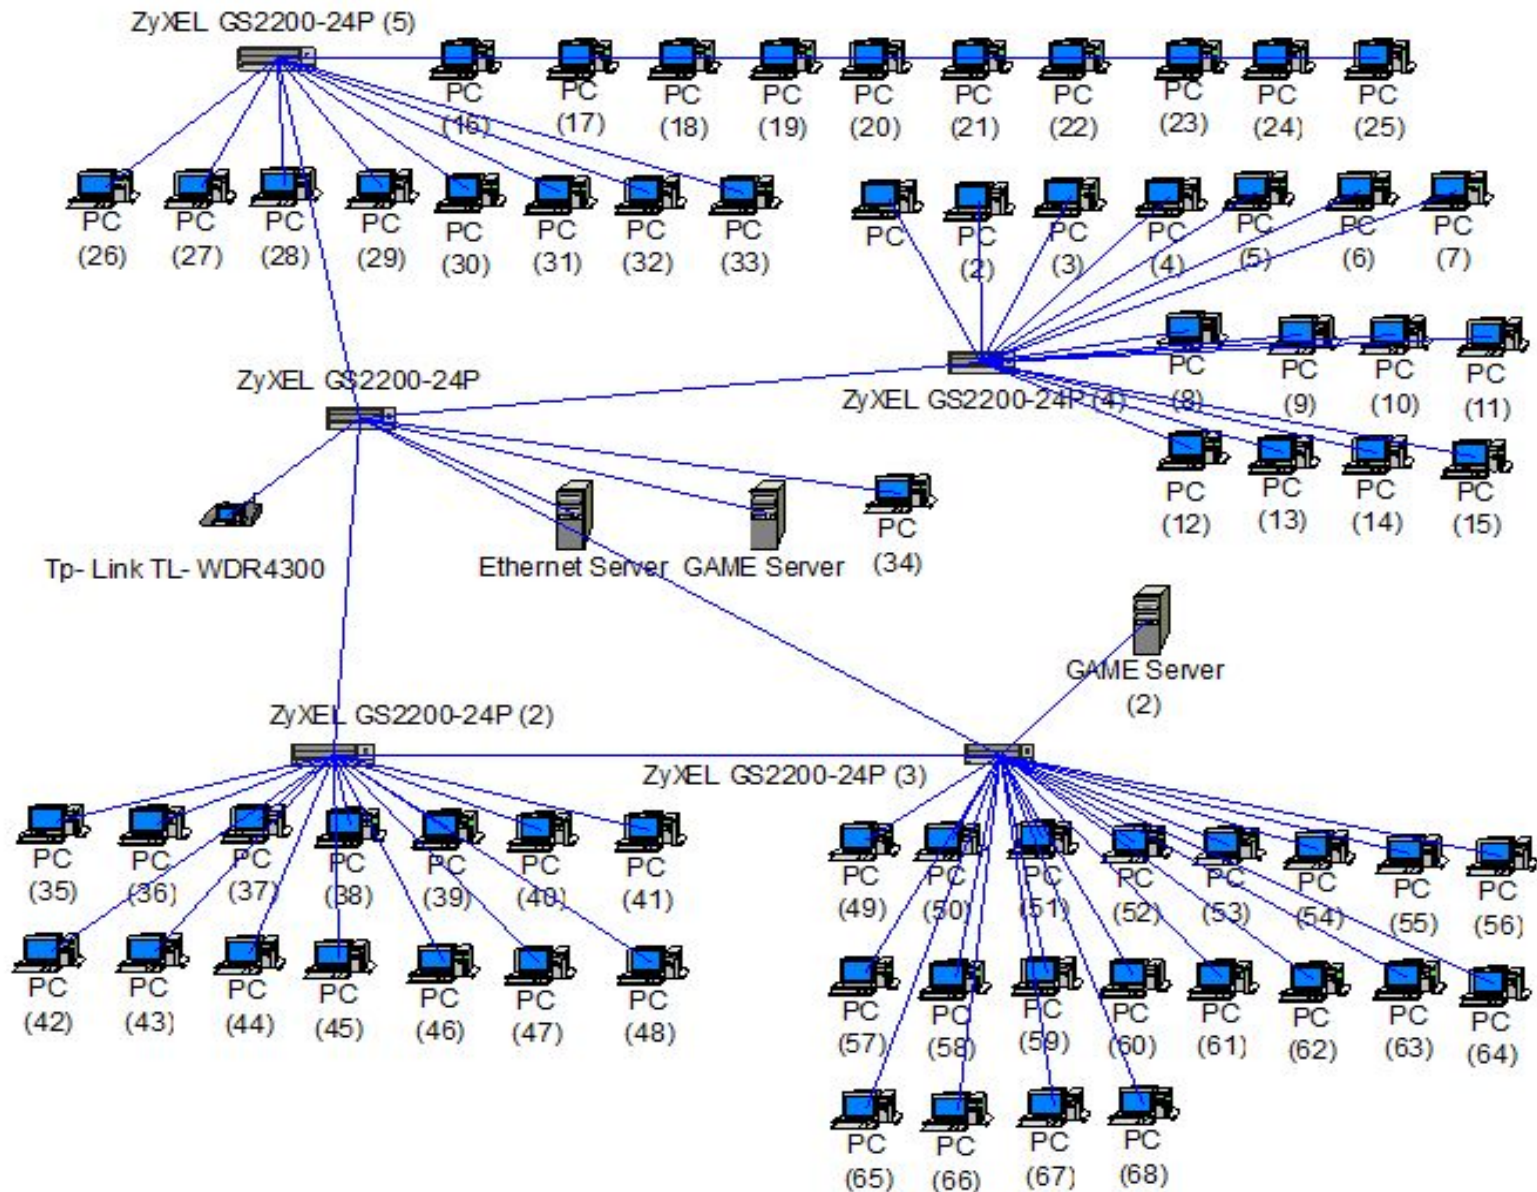 ZyXEL GS2200-24P (5)
PC PC PC PC PC PC PC PC PC PC
(16) (17) (18) (19) (20) (21) (22) (23) (24) (25)
PC PC PC PC PC PC PC PC
(26) (27) (28) (29) (30) (31) (32) (33)
PC PC PC PC PC PC PC
(2) (3) (4) (5) (6) (7)
ZyXEL GS2200-24P
PC PC PC PC
(8) (9) (10) (11)
ZyXEL GS2200-24P (4)
PC PC PC PC
(12) (13) (14) (15)
Tp- Link TL- WDR4300
Ethernet Server
GAME Server
PC
(34)
GAME Server
(2)
ZyXEL GS2200-24P (2)
ZyXEL GS2200-24P (3)
PC PC PC PC PC PC PC
(35) (36) (37) (38) (39) (40) (41)
PC PC PC PC PC PC PC
(42) (43) (44) (45) (46) (47) (48)
PC PC PC PC PC PC PC PC
(49) (50) (51) (52) (53) (54) (55) (56)
PC PC PC PC PC PC PC PC
(57) (58) (59) (60) (61) (62) (63) (64)
PC PC PC PC
(65) (66) (67) (68)